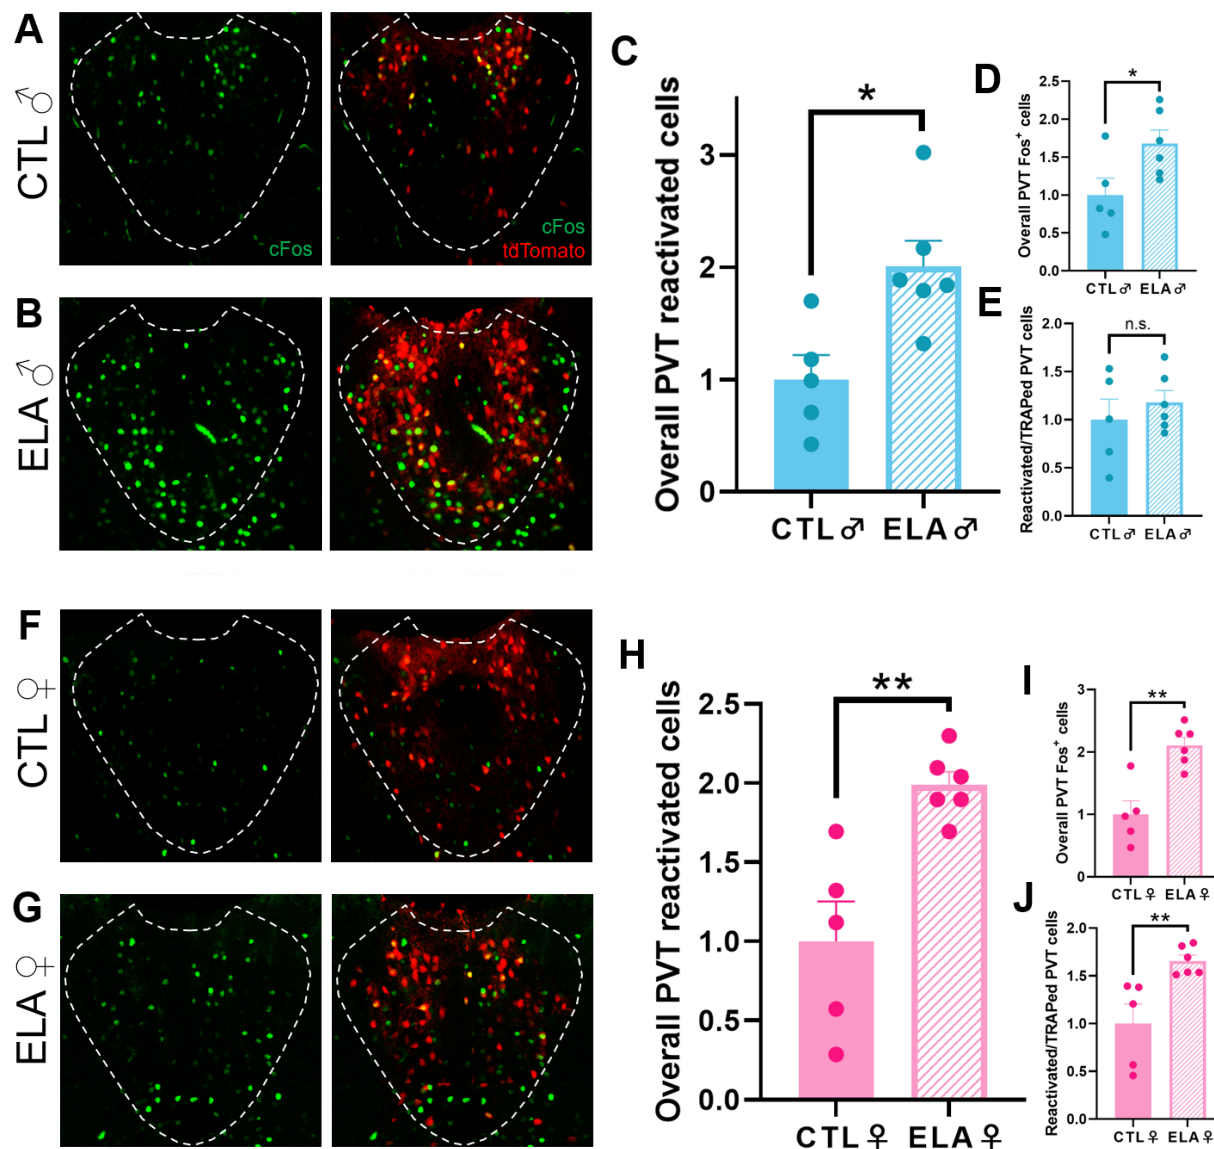 A
CTL ♂
cFos
cFos
tdTomato
B
ELA ♂
C
Overall PVT reactivated cells
*
3
2
1
0
CTL♂ ELA♂
D
Overall PVT Fos⁺ cells
*
2.5
2.0
1.5
1.0
0.5
0.0
CTL♂ ELA♂
E
Reactivated/TRAPed PVT cells
n.s.
2.0
1.5
1.0
0.5
0.0
CTL♂ ELA♂
F
CTL ♀
G
ELA ♀
H
Overall PVT reactivated cells
**
2.5
2.0
1.5
1.0
0.5
0.0
CTL♀ ELA♀
I
Overall PVT Fos⁺ cells
**
3
2
1
0
CTL♀ ELA♀
J
Reactivated/TRAPed PVT cells
**
2.0
1.5
1.0
0.5
0.0
CTL♀ ELA♀